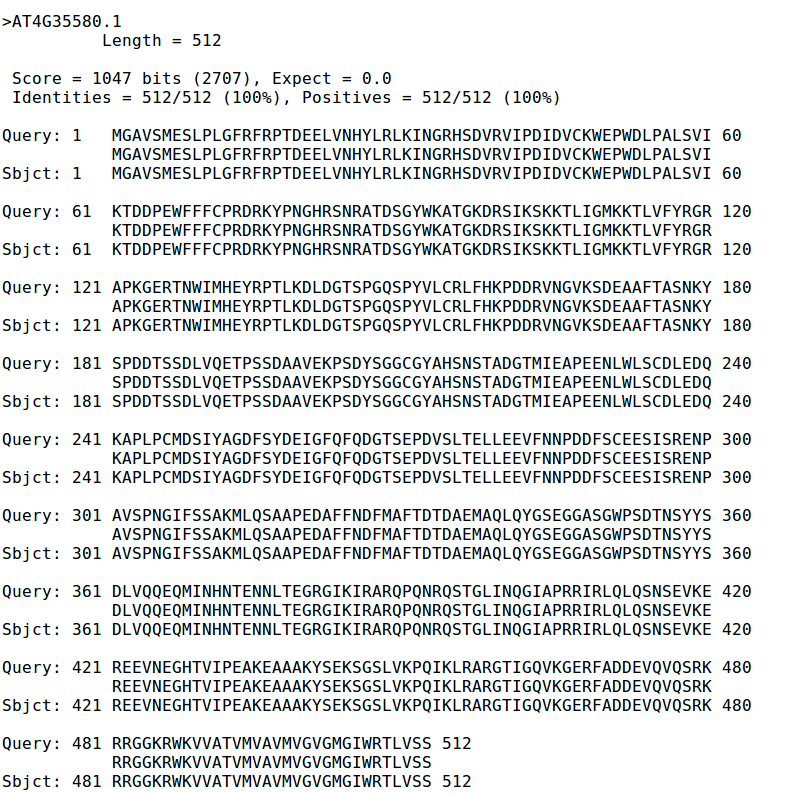 >AT4G35580.1
Length = 512
Score = 1047 bits (2707), Expect = 0.0
Identities = 512/512 (100%), Positives = 512/512 (100%)
Query: 1 MGAVSMESLPLGFRFRPTDEELVNHYLRLKINGRHSDVRVIPDIDVCKWEPWDLPALSVI 60
MGAVSMESLPLGFRFRPTDEELVNHYLRLKINGRHSDVRVIPDIDVCKWEPWDLPALSVI
Sbjct: 1 MGAVSMESLPLGFRFRPTDEELVNHYLRLKINGRHSDVRVIPDIDVCKWEPWDLPALSVI 60
Query: 61 KTDDPEWFFFCPRDRKYPNGHRSNRATDSGYWKATGKDRSIKSKKTLIGMKKTLVFYRGR 120
KTDDPEWFFFCPRDRKYPNGHRSNRATDSGYWKATGKDRSIKSKKTLIGMKKTLVFYRGR
Sbjct: 61 KTDDPEWFFFCPRDRKYPNGHRSNRATDSGYWKATGKDRSIKSKKTLIGMKKTLVFYRGR 120
Query: 121 APKGERTNWIMHEYRPTLKDLDGTSPGQSPYVLCRLFHKPDDRVNGVKSDEAAFTASNKY 180
APKGERTNWIMHEYRPTLKDLDGTSPGQSPYVLCRLFHKPDDRVNGVKSDEAAFTASNKY
Sbjct: 121 APKGERTNWIMHEYRPTLKDLDGTSPGQSPYVLCRLFHKPDDRVNGVKSDEAAFTASNKY 180
Query: 181 SPDDTSSDLVQETPSSDAAVEKPSDYSGGCGYAHSNSTADGTMIEAPEENLWLSCDLEDQ 240
SPDDTSSDLVQETPSSDAAVEKPSDYSGGCGYAHSNSTADGTMIEAPEENLWLSCDLEDQ
Sbjct: 181 SPDDTSSDLVQETPSSDAAVEKPSDYSGGCGYAHSNSTADGTMIEAPEENLWLSCDLEDQ 240
Query: 241 KAPLPCMDSIYAGDFSYDEIGFQFQDGTSEPDVSLTELLEEVFNNPDDFSCEESISRENP 300
KAPLPCMDSIYAGDFSYDEIGFQFQDGTSEPDVSLTELLEEVFNNPDDFSCEESISRENP
Sbjct: 241 KAPLPCMDSIYAGDFSYDEIGFQFQDGTSEPDVSLTELLEEVFNNPDDFSCEESISRENP 300
Query: 301 AVSPNGIFSSAKMLQSAAPEDAFFNDFMAFTDTDAEMAQLQYGSEGGASGWPSDTNSYYS 360
AVSPNGIFSSAKMLQSAAPEDAFFNDFMAFTDTDAEMAQLQYGSEGGASGWPSDTNSYYS
Sbjct: 301 AVSPNGIFSSAKMLQSAAPEDAFFNDFMAFTDTDAEMAQLQYGSEGGASGWPSDTNSYYS 360
Query: 361 DLVQQEQMINHNTENNLTEGRGIKIRARQPQNRQSTGLINQGIAPRRIRLQLQSNSEVKE 420
DLVQQEQMINHNTENNLTEGRGIKIRARQPQNRQSTGLINQGIAPRRIRLQLQSNSEVKE
Sbjct: 361 DLVQQEQMINHNTENNLTEGRGIKIRARQPQNRQSTGLINQGIAPRRIRLQLQSNSEVKE 420
Query: 421 REEVNEGHTVIPEAKEAAAKYSEKSGSLVKPQIKLRARGTIGQVKGERFADDEVQVQSRK 480
REEVNEGHTVIPEAKEAAAKYSEKSGSLVKPQIKLRARGTIGQVKGERFADDEVQVQSRK
Sbjct: 421 REEVNEGHTVIPEAKEAAAKYSEKSGSLVKPQIKLRARGTIGQVKGERFADDEVQVQSRK 480
Query: 481 RRGGKRWKVVATVMVAVMVGVGMGIWRTLVSS 512
RRGGKRWKVVATVMVAVMVGVGMGIWRTLVSS
Sbjct: 481 RRGGKRWKVVATVMVAVMVGVGMGIWRTLVSS 512